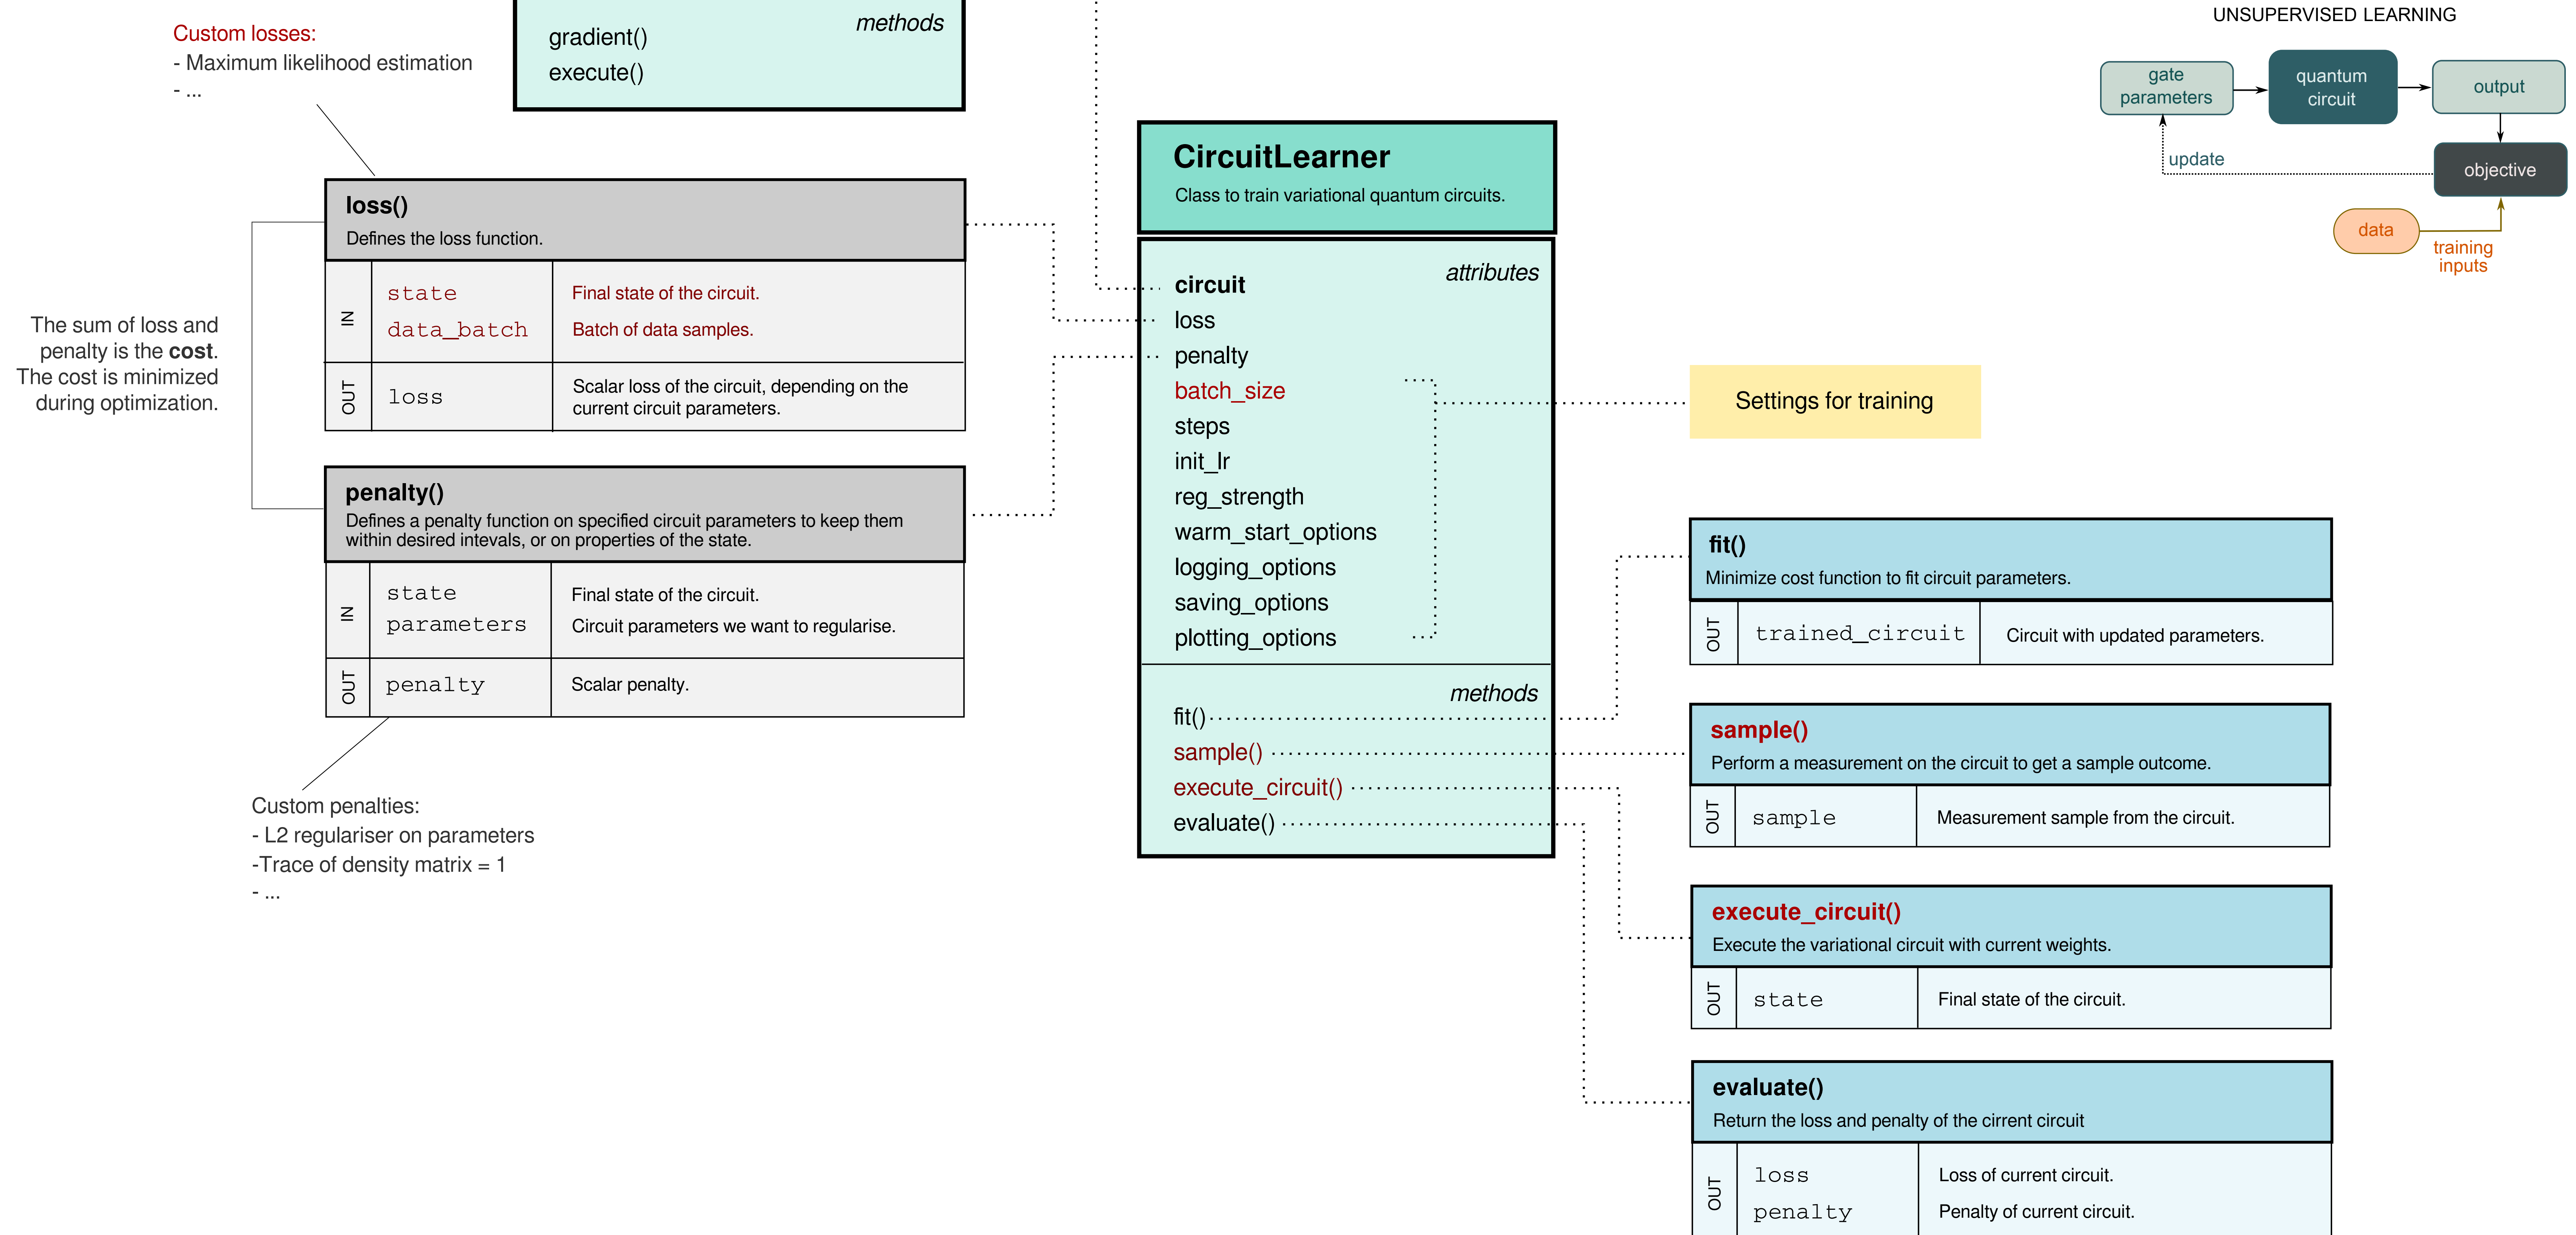 methods
gradient()
execute()
Custom losses:
- Maximum likelihood estimation
- ...
loss()
Defines the loss function.
IN
state
Final state of the circuit.
data_batch
Batch of data samples.
OUT
loss
Scalar loss of the circuit, depending on the
current circuit parameters.
The sum of loss and
penalty is the cost.
The cost is minimized
during optimization.
penalty()
Defines a penalty function on specified circuit parameters to keep them
within desired intevals, or on properties of the state.
IN
state
Final state of the circuit.
parameters
Circuit parameters we want to regularise.
OUT
penalty
Scalar penalty.
Custom penalties:
- L2 regulariser on parameters
-Trace of density matrix = 1
- ...
CircuitLearner
Class to train variational quantum circuits.
attributes
circuit
loss
penalty
batch_size
steps
init_lr
reg_strength
warm_start_options
logging_options
saving_options
plotting_options
methods
fit()
sample()
execute_circuit()
evaluate()
UNSUPERVISED LEARNING
gate
parameters
quantum
circuit
output
update
objective
data
training
inputs
Settings for training
fit()
Minimize cost function to fit circuit parameters.
OUT
trained_circuit
Circuit with updated parameters.
sample()
Perform a measurement on the circuit to get a sample outcome.
OUT
sample
Measurement sample from the circuit.
execute_circuit()
Execute the variational circuit with current weights.
OUT
state
Final state of the circuit.
evaluate()
Return the loss and penalty of the cirrent circuit
OUT
loss
Loss of current circuit.
penalty
Penalty of current circuit.